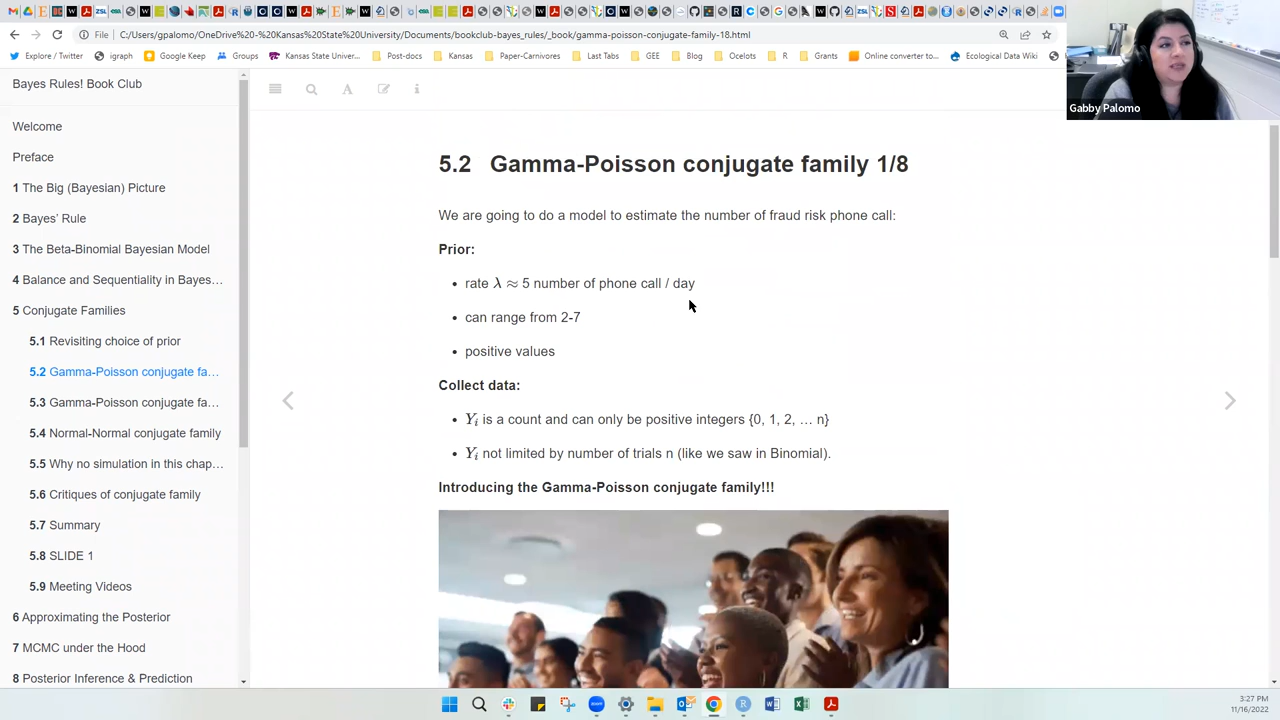 File
C:/Users/gpalomo/OneDrive%20-%20Kansas%20State%20University/Documents/bookclub-bayes_rules/_book/gamma-poisson-conjugate-family-18.html
Explore / Twitter
igraph
Google Keep
Groups
Kansas State Univer...
Post-docs
Kansas
Paper-Carnivores
Last Tabs
GEE
Blog
Ocelots
R
Grants
Online converter to...
Ecological Data Wiki
Gabby Palomo
Bayes Rules! Book Club
Welcome
Preface
1 The Big (Bayesian) Picture
2 Bayes' Rule
3 The Beta-Binomial Bayesian Model
4 Balance and Sequentiality in Bayes…
5 Conjugate Families
5.1 Revisiting choice of prior
5.2 Gamma-Poisson conjugate fa…
5.3 Gamma-Poisson conjugate fa…
5.4 Normal-Normal conjugate family
5.5 Why no simulation in this chap…
5.6 Critiques of conjugate family
5.7 Summary
5.8 SLIDE 1
5.9 Meeting Videos
6 Approximating the Posterior
7 MCMC under the Hood
8 Posterior Inference & Prediction
5.2 Gamma-Poisson conjugate family 1/8
We are going to do a model to estimate the number of fraud risk phone call:
Prior:
• rate λ ≈ 5 number of phone call / day
• can range from 2-7
• positive values
Collect data:
• Yi is a count and can only be positive integers {0, 1, 2, … n}
• Yi not limited by number of trials n (like we saw in Binomial).
Introducing the Gamma-Poisson conjugate family!!!
3:27 PM
11/16/2022